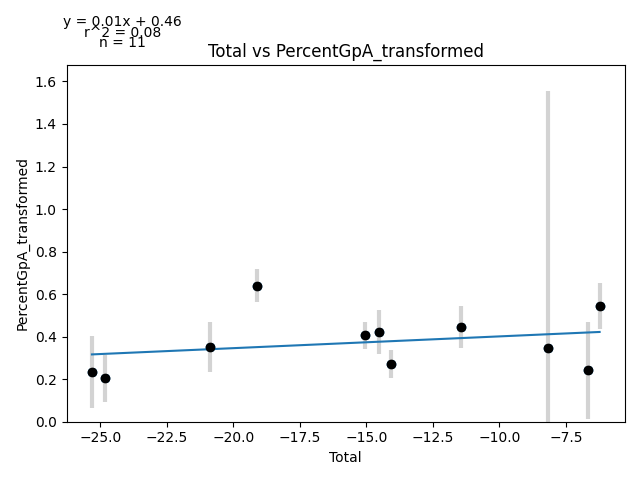 y = 0.01x + 0.46
r^2 = 0.08
n = 11
Total vs PercentGpA_transformed
PercentGpA_transformed
1.6
1.4
1.2
1.0
0.8
0.6
0.4
0.2
0.0
−25.0 −22.5 −20.0 −17.5 −15.0 −12.5 −10.0 −7.5
Total